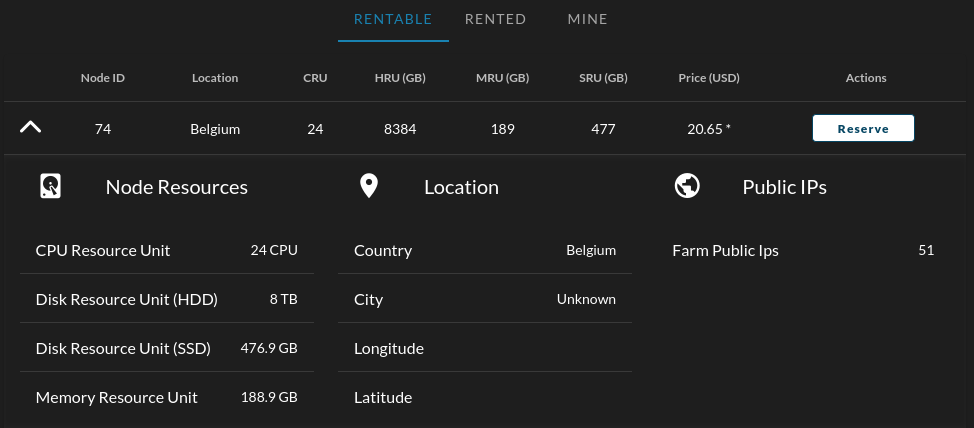 RENTABLE RENTED MINE
Node ID Location CRU HRU (GB) MRU (GB) SRU (GB) Price (USD) Actions
74 Belgium 24 8384 189 477 20.65 * Reserve
Node Resources Location Public IPs
CPU Resource Unit 24 CPU Country Belgium Farm Public Ips 51
Disk Resource Unit (HDD) 8 TB City Unknown
Disk Resource Unit (SSD) 476.9 GB Longitude
Memory Resource Unit 188.9 GB Latitude